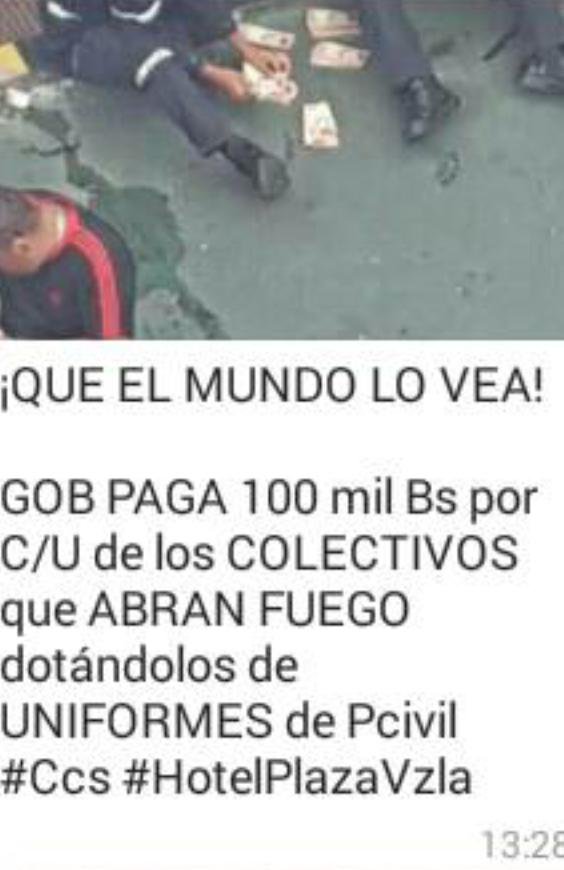 ¡QUE EL MUNDO LO VEA!
GOB PAGA 100 mil Bs por
C/U de los COLECTIVOS
que ABRAN FUEGO
dotándolos de
UNIFORMES de Pcivil
#Ccs #HotelPlazaVzla
13:28